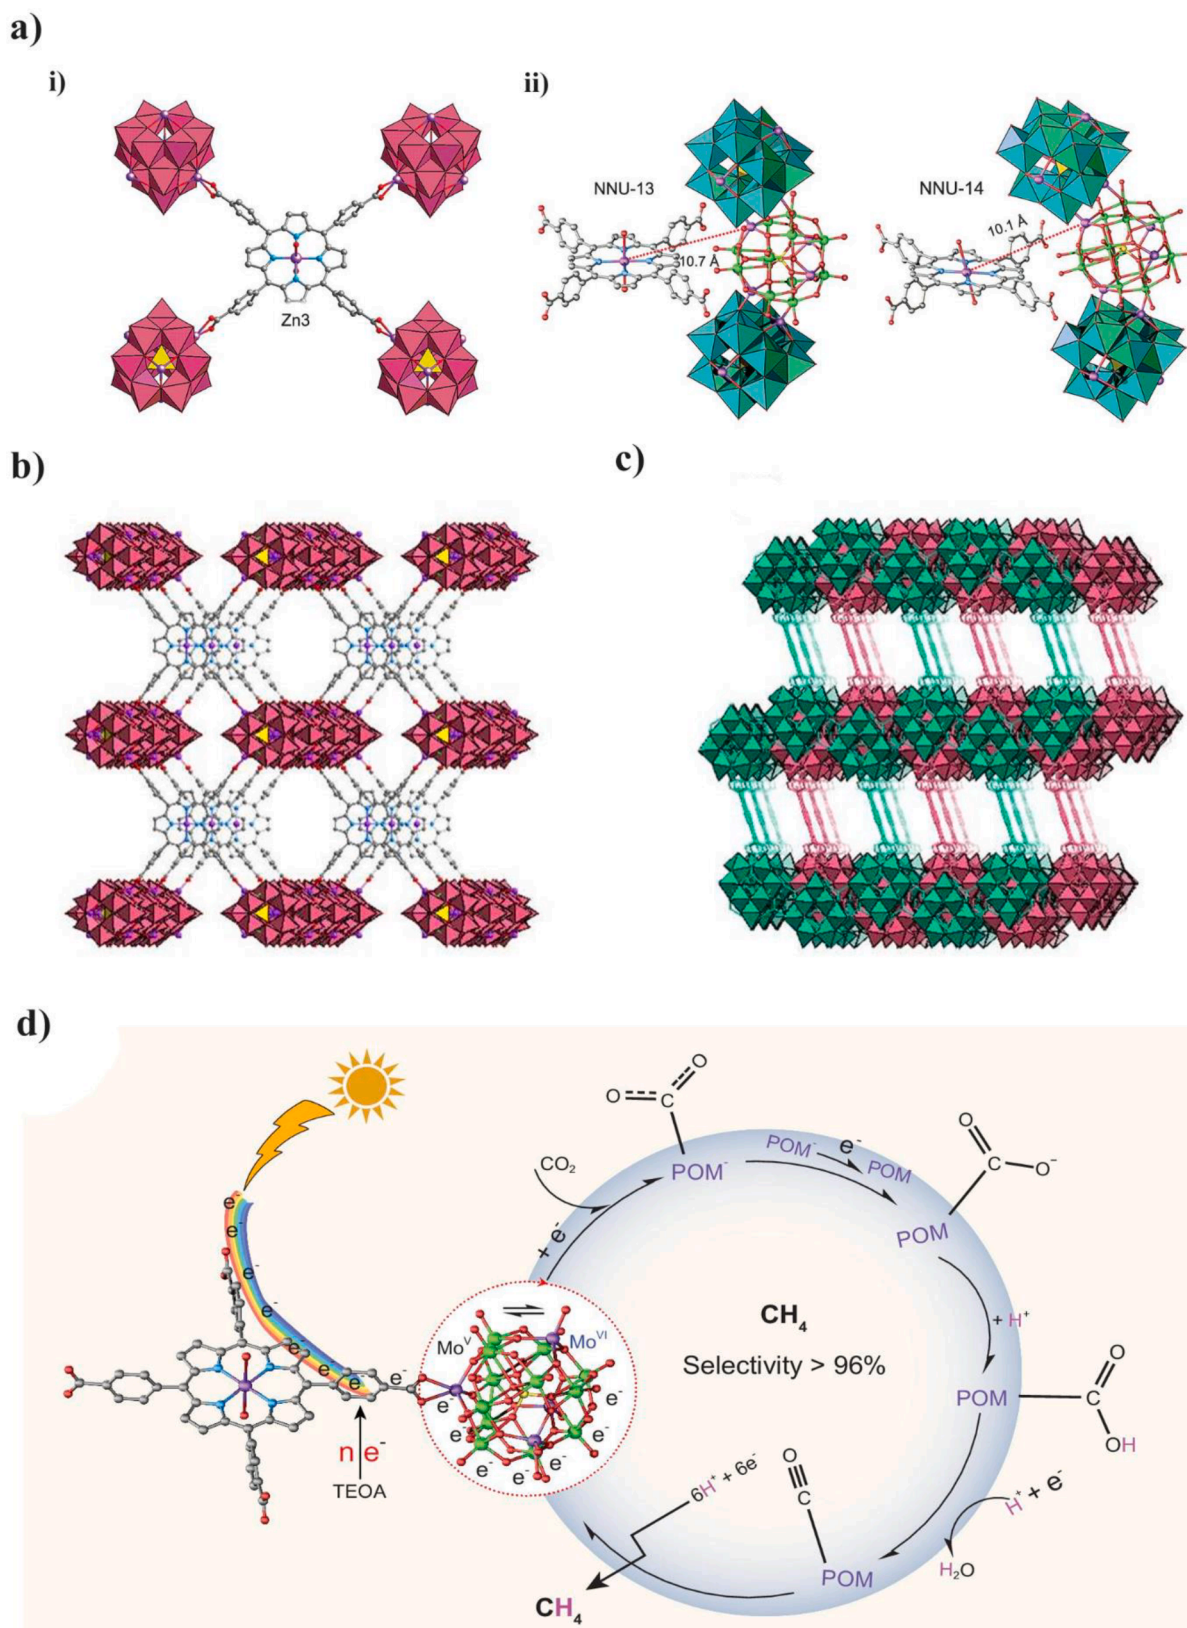 a)
i)
ii)
NNU-13
NNU-14
10.7 Å
10.1 Å
Zn3
b)
c)
d)
O
O
C
CO₂
POM⁻
POM⁻
e⁻
POM
O
C
O⁻
+ e⁻
POM
e⁻
e⁻
e⁻
e⁻
e⁻
e⁻
e⁻
Mo^V
Mo^VI
CH₄
Selectivity > 96%
+ H⁺
O
POM
C
OH
e⁻
e⁻
e⁻
e⁻
e⁻
e⁻
n e⁻
TEOA
6H⁺ + 6e⁻
O
C
H⁺ + e⁻
H₂O
POM
CH₄